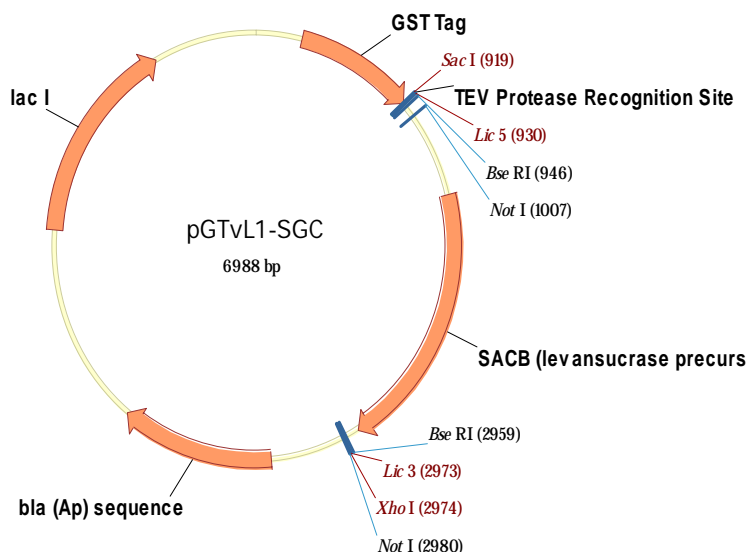 GST Tag
Sac I (919)
TEV Protease Recognition Site
lac I
Lic 5 (930)
Bse RI (946)
Not I (1007)
pGTvL1-SGC
6988 bp
SACB (levansucrase precurs
Bse RI (2959)
Lic 3 (2973)
Xho I (2974)
bla (Ap) sequence
Not I (2980)